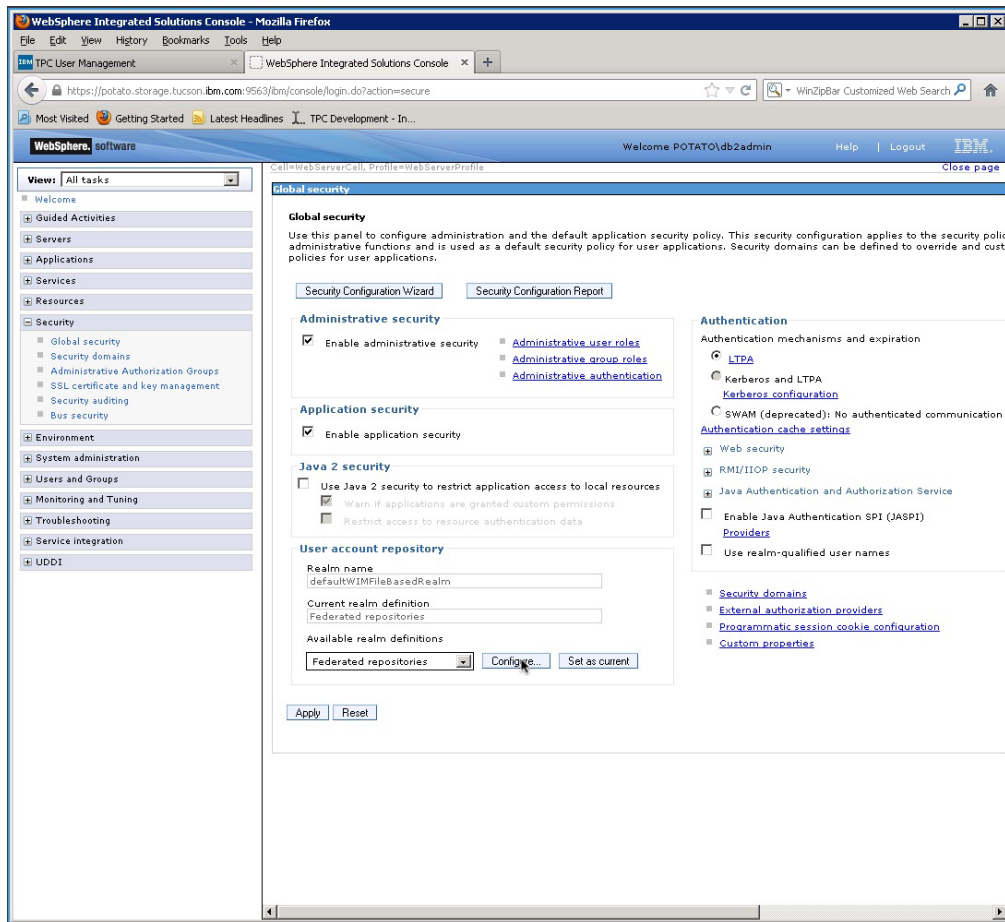 WebSphere Integrated Solutions Console - Mozilla Firefox
File Edit View History Bookmarks Tools Help
IBM TPC User Management × WebSphere Integrated Solutions Console × +
https://potato.storage.tucson.ibm.com:9563/ibm/console/login.do?action=secure WinZipBar Customized Web Search
Most Visited Getting Started Latest Headlines TPC Development - In...
WebSphere. software Welcome POTATO\db2admin Help | Logout IBM.
Cell=WebServerCell, Profile=WebServerProfile Close page
View: All tasks
Welcome
Guided Activities
Servers
Applications
Services
Resources
Security
Global security
Security domains
Administrative Authorization Groups
SSL certificate and key management
Security auditing
Bus security
Environment
System administration
Users and Groups
Monitoring and Tuning
Troubleshooting
Service integration
UDDI
Global security
Global security
Use this panel to configure administration and the default application security policy. This security configuration applies to the security polic
administrative functions and is used as a default security policy for user applications. Security domains can be defined to override and cust
policies for user applications.
Security Configuration Wizard Security Configuration Report
Administrative security
Enable administrative security
Administrative user roles
Administrative group roles
Administrative authentication
Application security
Enable application security
Java 2 security
Use Java 2 security to restrict application access to local resources
Warn if applications are granted custom permissions
Restrict access to resource authentication data
User account repository
Realm name
defaultWIMFileBasedRealm
Current realm definition
Federated repositories
Available realm definitions
Federated repositories Configure... Set as current
Apply Reset
Authentication
Authentication mechanisms and expiration
LTPA
Kerberos and LTPA
Kerberos configuration
SWAM (deprecated): No authenticated communication
Authentication cache settings
Web security
RMI/IIOP security
Java Authentication and Authorization Service
Enable Java Authentication SPI (JASPI)
Providers
Use realm-qualified user names
Security domains
External authorization providers
Programmatic session cookie configuration
Custom properties